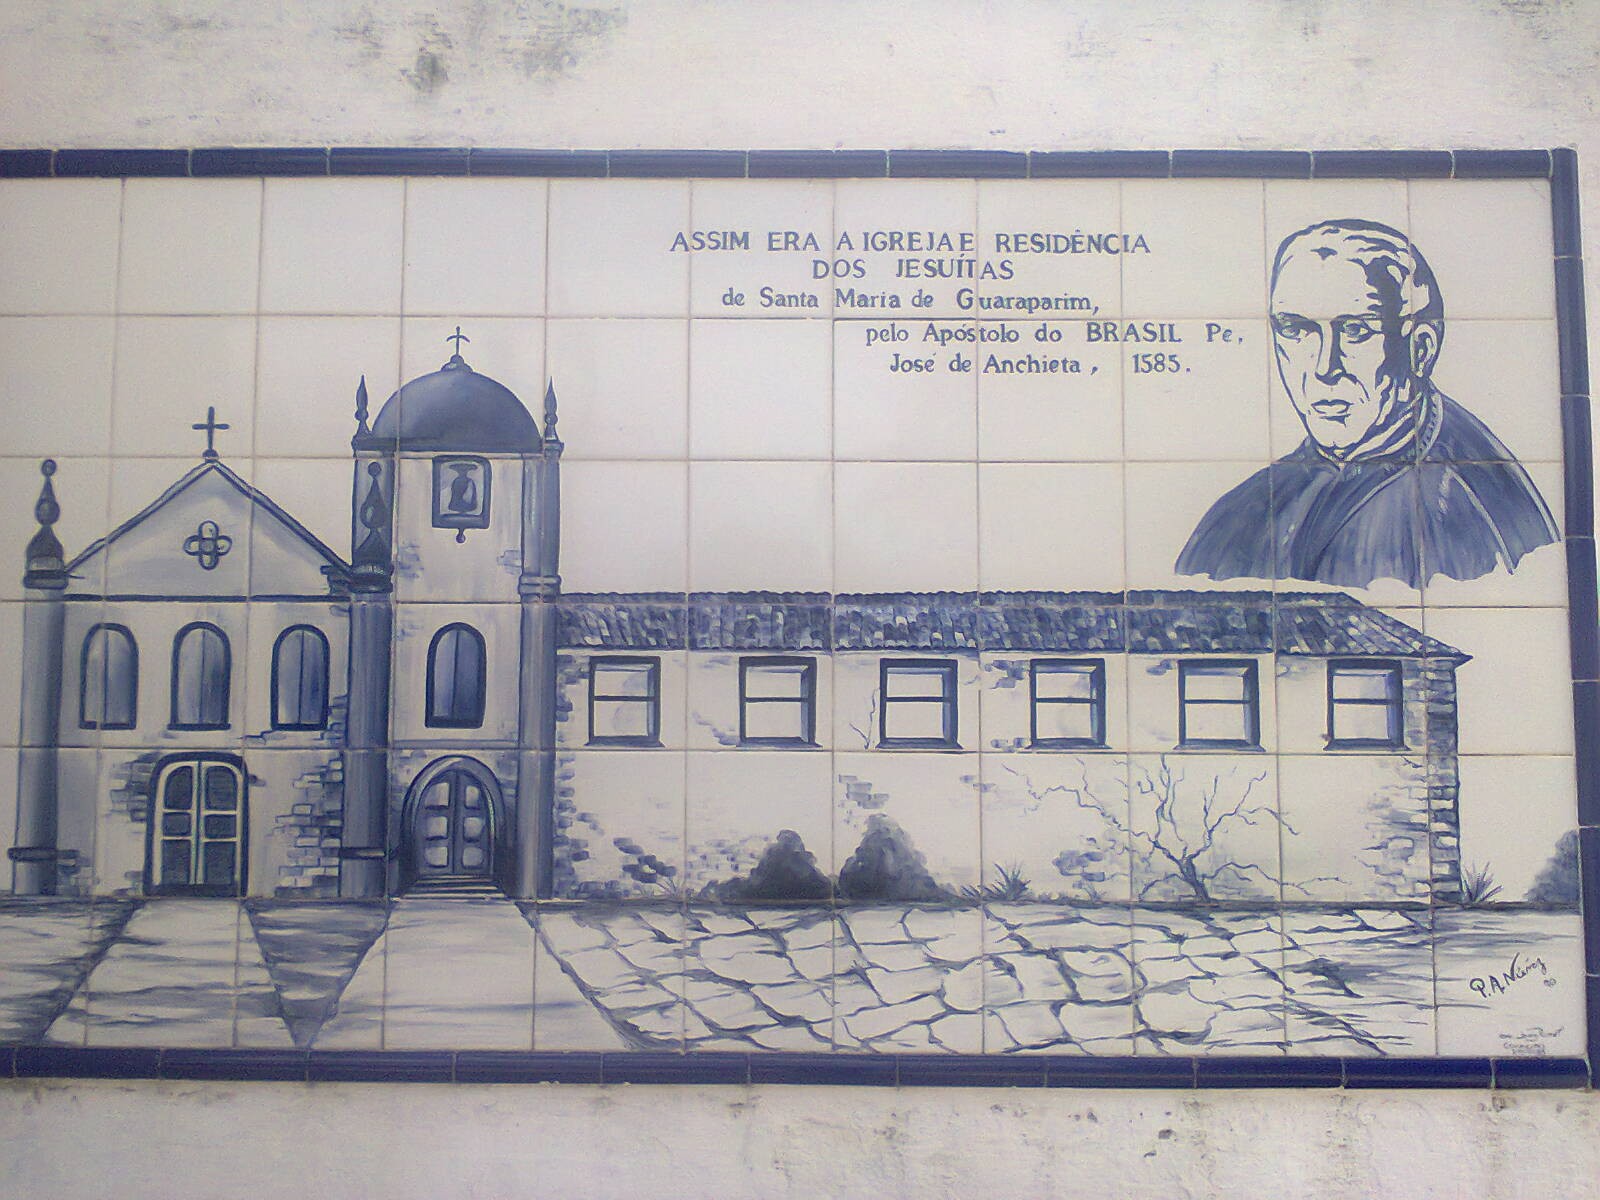 ASSIM ERA A IGREJA E RESIDÊNCIA
DOS JESUÍTAS
de Santa Maria de Guaraparim,
pelo Apóstolo do BRASIL Pe.
José de Anchieta, 1585.
P.A. Núñez